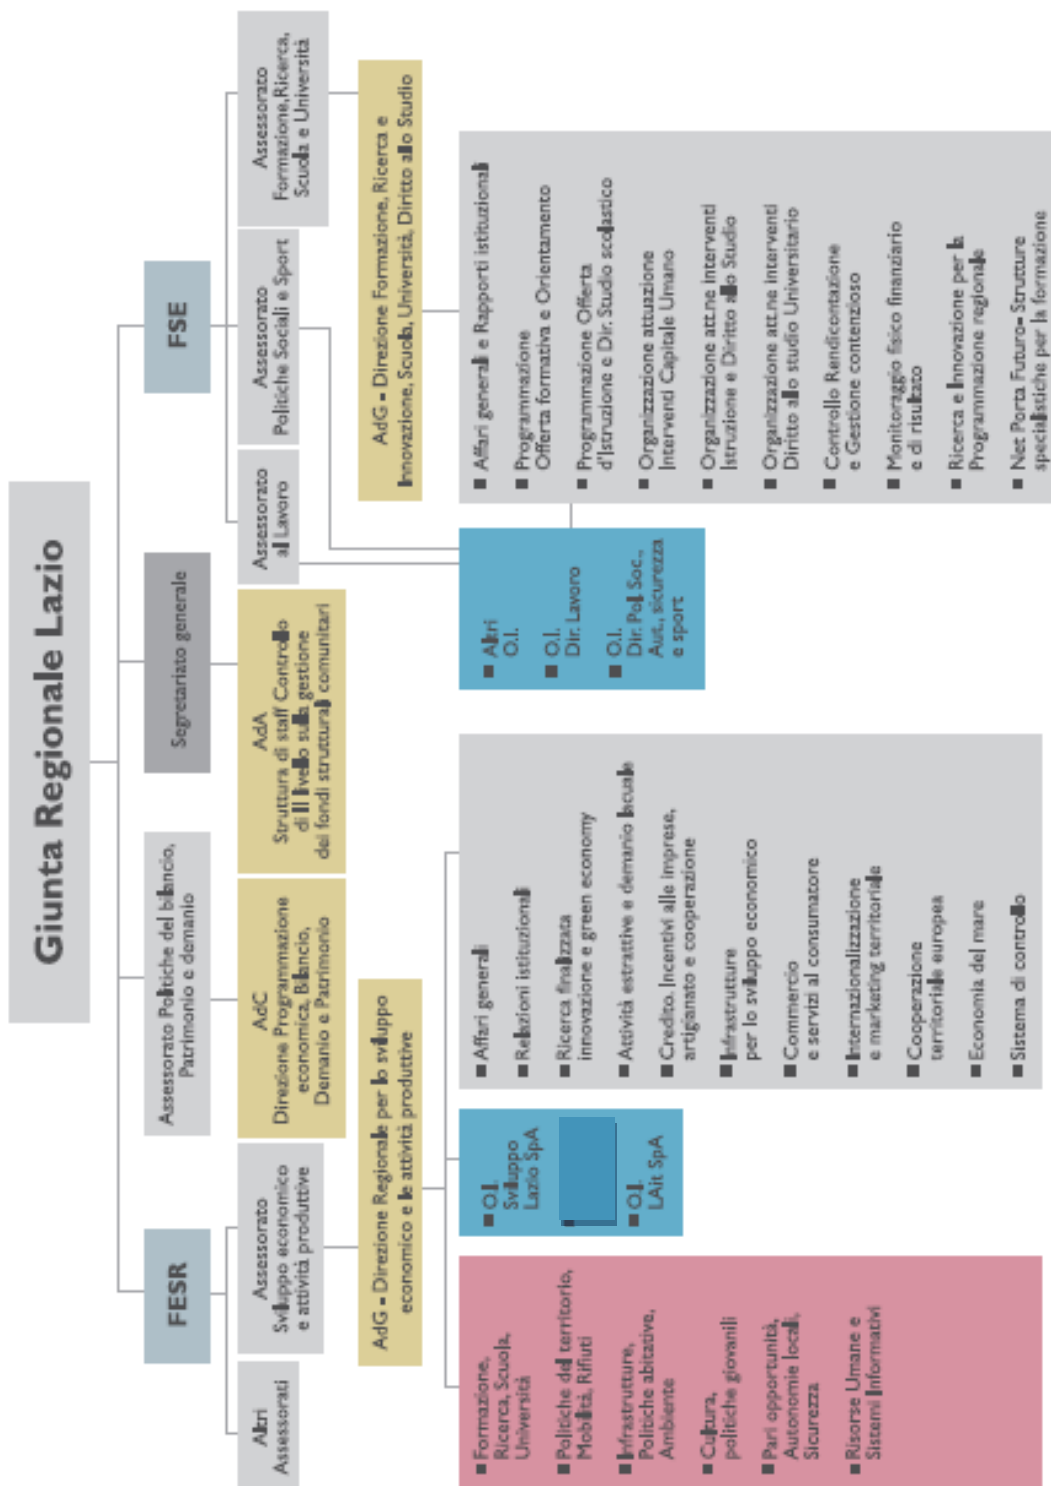 Giunta Regionale Lazio
FESR
Assessorato Politiche del bilancio,
Patrimonio e demanio
Segretariato generale
FSE
Altri
Assessorati
Assessorato
Sviluppo economico
e attività produttive
AdC
Direzione Programmazione
economica, Bilancio,
Demanio e Patrimonio
AdA
Struttura di staff Controllo
di II livello sulla gestione
dei fondi strutturali comunitari
Assessorato
al Lavoro
Assessorato
Politiche Sociali e Sport
Assessorato
Formazione,Ricerca,
Scuola e Università
AdG - Direzione Regionale per lo sviluppo
economico e le attività produttive
AdG - Direzione Formazione, Ricerca e
Innovazione, Scuola, Università, Diritto allo Studio
■ Formazione,
Ricerca, Scuola,
Università
■ Politiche del territorio,
Mobilità, Rifiuti
■ Infrastrutture,
Politiche abitative,
Ambiente
■ Cultura,
politiche giovanili
■ Pari opportunità,
Autonomie locali,
Sicurezza
■ Risorse Umane e
Sistemi Informativi
■ O.I.
Sviluppo
Lazio SpA
■ O.I.
LAit SpA
■ Affari generali
■ Relazioni istituzionali
■ Ricerca finalizzata
innovazione e green economy
■ Attività estrattive e demanio lacuale
■ Credito, Incentivi alle imprese,
artigianato e cooperazione
■ Infrastrutture
per lo sviluppo economico
■ Commercio
e servizi al consumatore
■ Internazionalizzazione
e marketing territoriale
■ Cooperazione
territoriale europea
■ Economia del mare
■ Sistema di controllo
■ Altri
O.I.
■ O.I.
Dir. Lavoro
■ O.I.
Dir. Pol. Soc.,
Aut., sicurezza
e sport
■ Affari generali e Rapporti istituzionali
■ Programmazione
Offerta formativa e Orientamento
■ Programmazione Offerta
d'Istruzione e Dir. Studio scolastico
■ Organizzazione attuazione
Interventi Capitale Umano
■ Organizzazione att.ne interventi
Istruzione e Diritto allo Studio
■ Organizzazione att.ne interventi
Diritto allo studio Universitario
■ Controllo Rendicontazione
e Gestione contenzioso
■ Monitoraggio fisico finanziario
e di risultato
■ Ricerca e Innovazione per la
Programmazione regionale
■ Net Porta Futuro- Strutture
specialistiche per la formazione